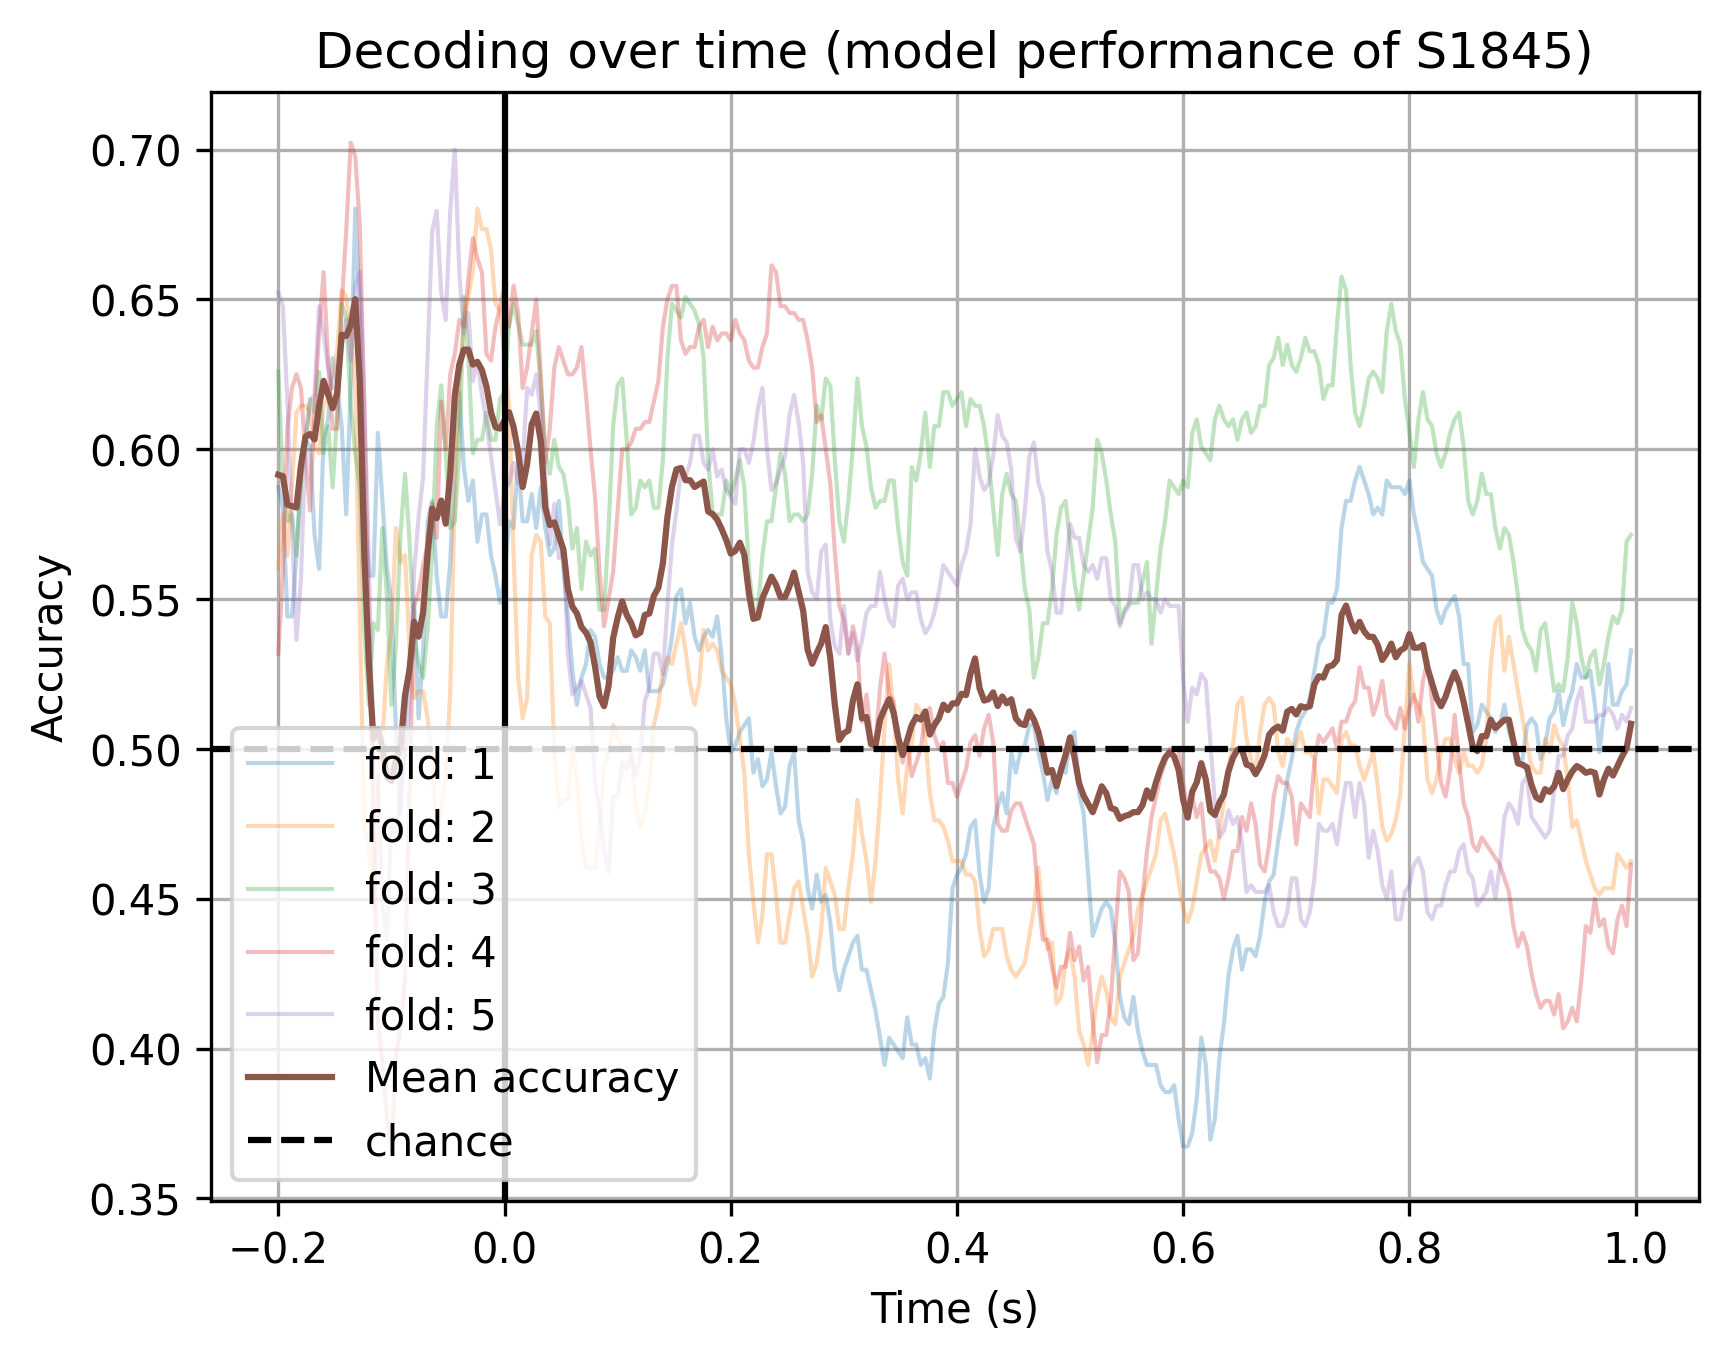 Decoding over time (model performance of S1845)
Accuracy
0.70
0.65
0.60
0.55
0.50
0.45
0.40
0.35
fold: 1
fold: 2
fold: 3
fold: 4
fold: 5
Mean accuracy
chance
−0.2 0.0 0.2 0.4 0.6 0.8 1.0
Time (s)